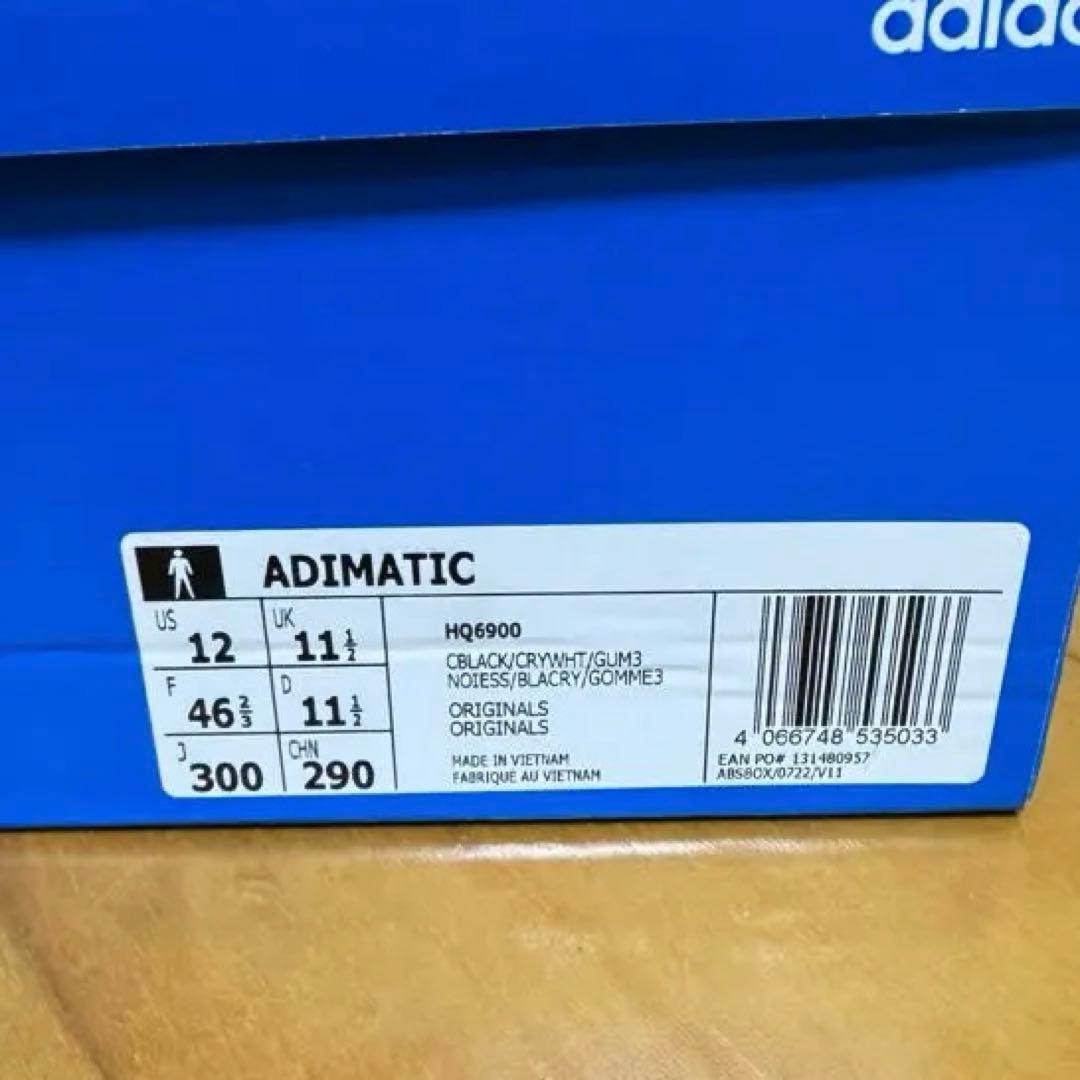 adidas
ADIMATIC
US 12 UK 11 1/2
F 46 2/3 D 11 1/2
J 300 CHN 290
HQ6900
CBLACK/CRYWHT/GUM3
NOIESS/BLACRY/GOMME3
ORIGINALS
ORIGINALS
MADE IN VIETNAM
FABRIQUE AU VIETNAM
4 066748 535033
EAN PO# 131480957
ABSBOX/0722/V11